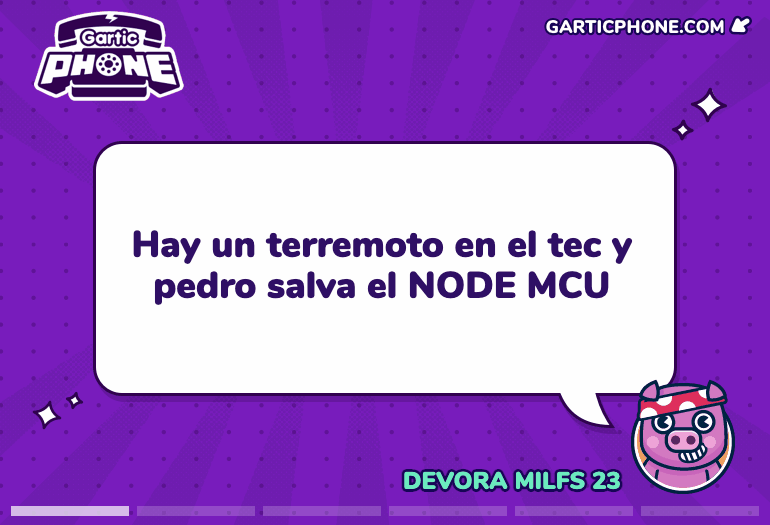 Gartic
PHONE
GARTICPHONE.COM
Hay un terremoto en el tec y
pedro salva el NODE MCU
DEVORA MILFS 23